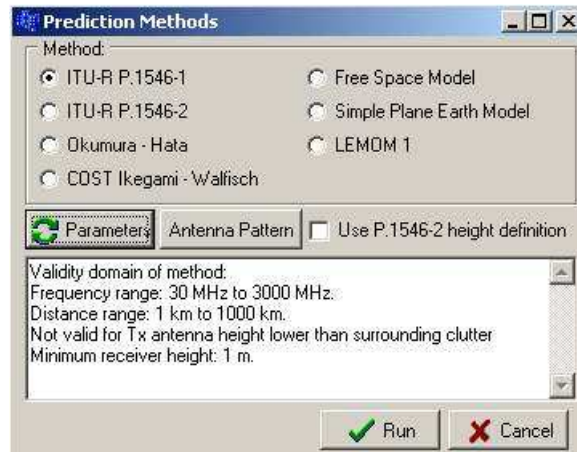 Prediction Methods
Method:
ITU-R P.1546-1
Free Space Model
ITU-R P.1546-2
Simple Plane Earth Model
Okumura - Hata
LEMOM 1
COST Ikegami - Walfisch
Parameters
Antenna Pattern
Use P.1546-2 height definition
Validity domain of method:
Frequency range: 30 MHz to 3000 MHz.
Distance range: 1 km to 1000 km.
Not valid for Tx antenna height lower than surrounding clutter
Minimum receiver height: 1 m.
Run
Cancel